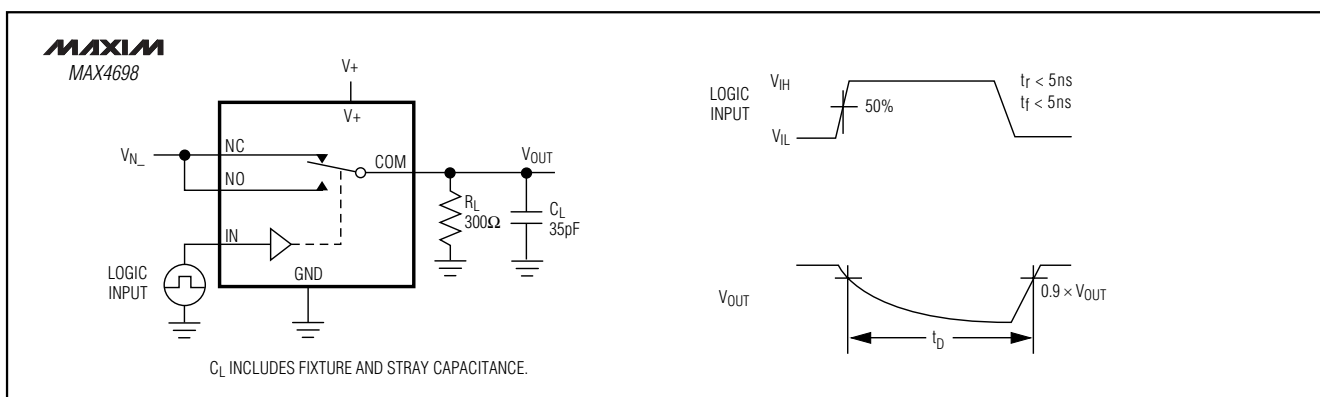 MAXIM
MAX4698
V+
V+
V_N_
NC
NO
COM
V_OUT
R_L
300Ω
C_L
35pF
IN
LOGIC
INPUT
GND
C_L INCLUDES FIXTURE AND STRAY CAPACITANCE.
LOGIC
INPUT
V_IH
50%
V_IL
t_r < 5ns
t_f < 5ns
V_OUT
0.9 × V_OUT
t_D